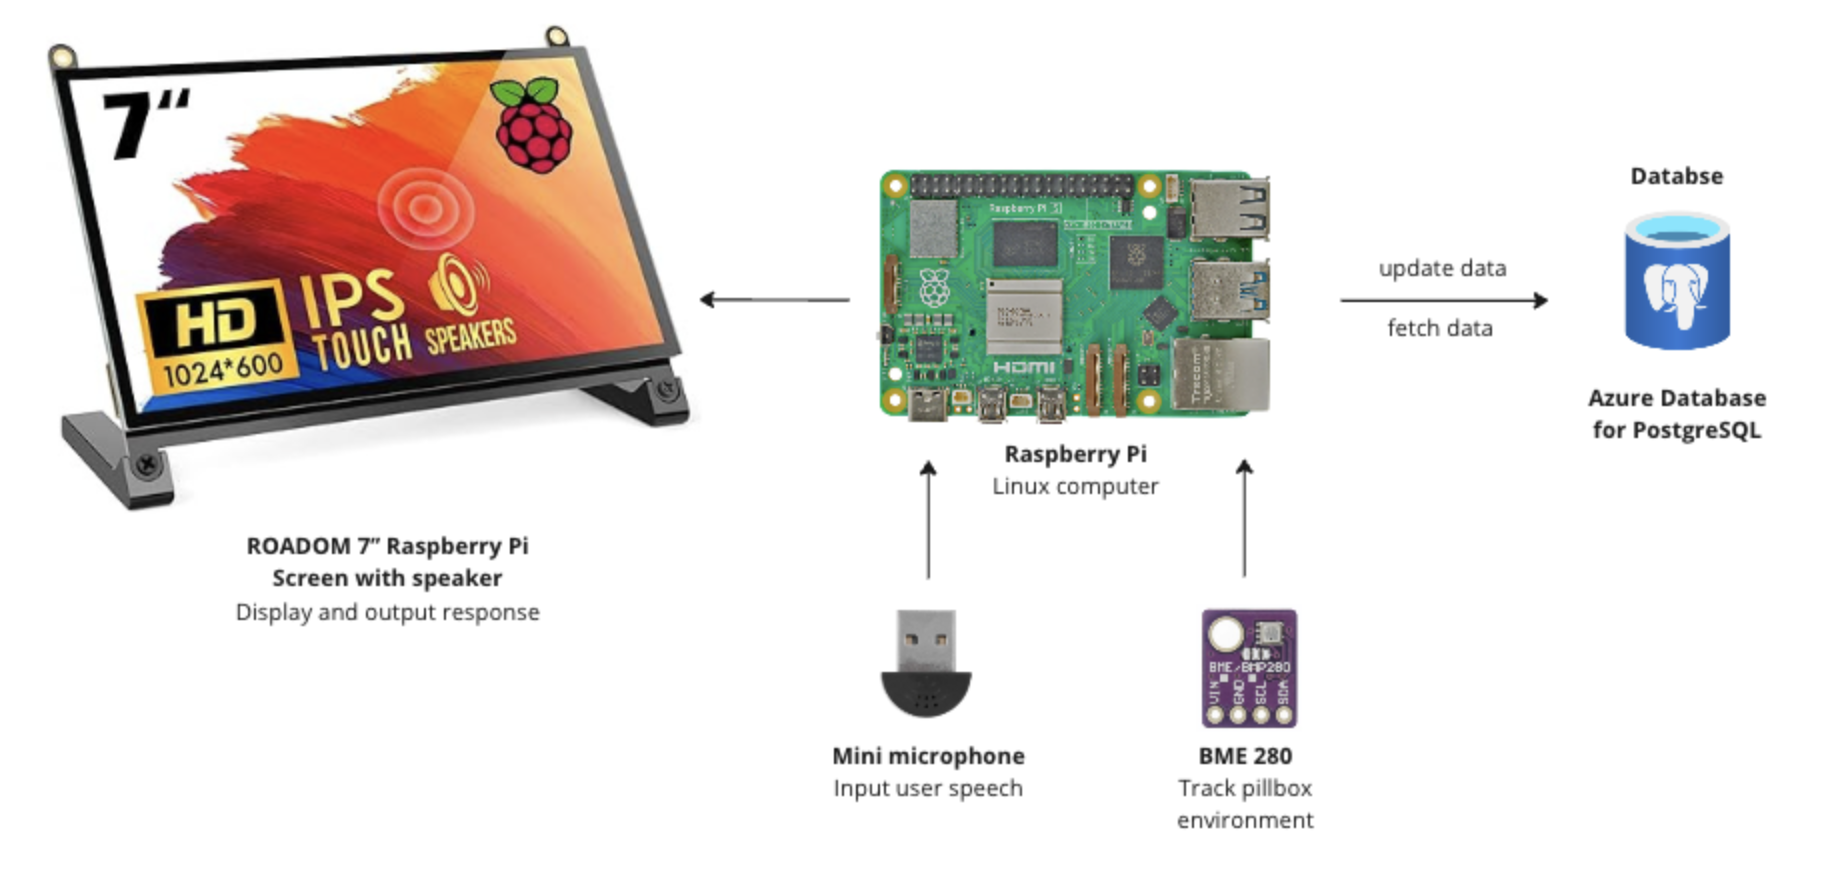 7“
HD
1024*600
IPS
TOUCH SPEAKERS
ROADOM 7” Raspberry Pi
Screen with speaker
Display and output response
Raspberry Pi 5
HDMI
Raspberry Pi
Linux computer
update data
fetch data
Databse
Azure Database
for PostgreSQL
Mini microphone
Input user speech
BME/BMP280
VIN GND SCL SDA
BME 280
Track pillbox
environment